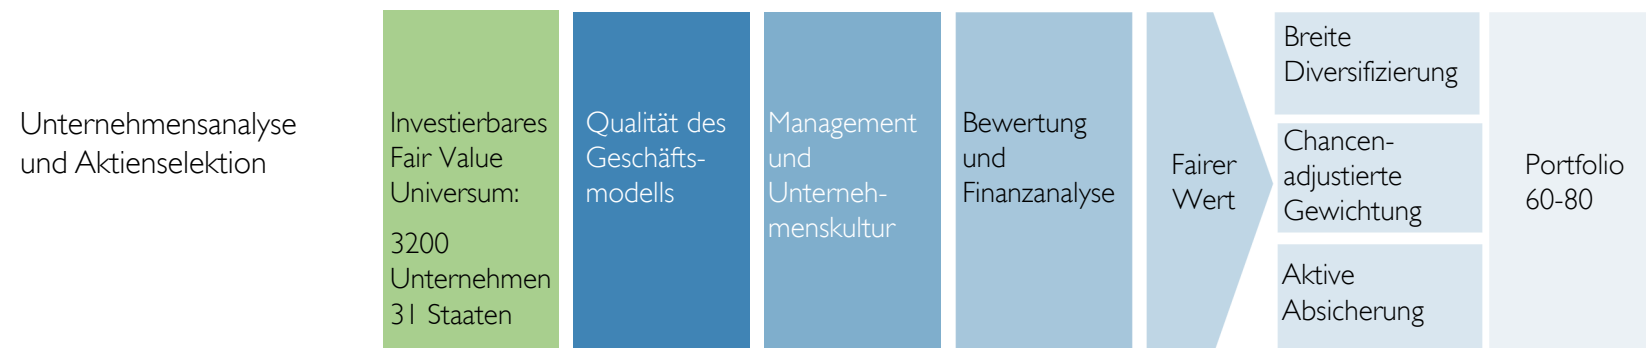 Unternehmensanalyse
und Aktienselektion
Investierbares
Fair Value
Universum:
3200
Unternehmen
31 Staaten
Qualität des
Geschäfts-
modells
Management
und
Unterneh-
menskultur
Bewertung
und
Finanzanalyse
Fairer
Wert
Breite
Diversifizierung
Chancen-
adjustierte
Gewichtung
Aktive
Absicherung
Portfolio
60-80